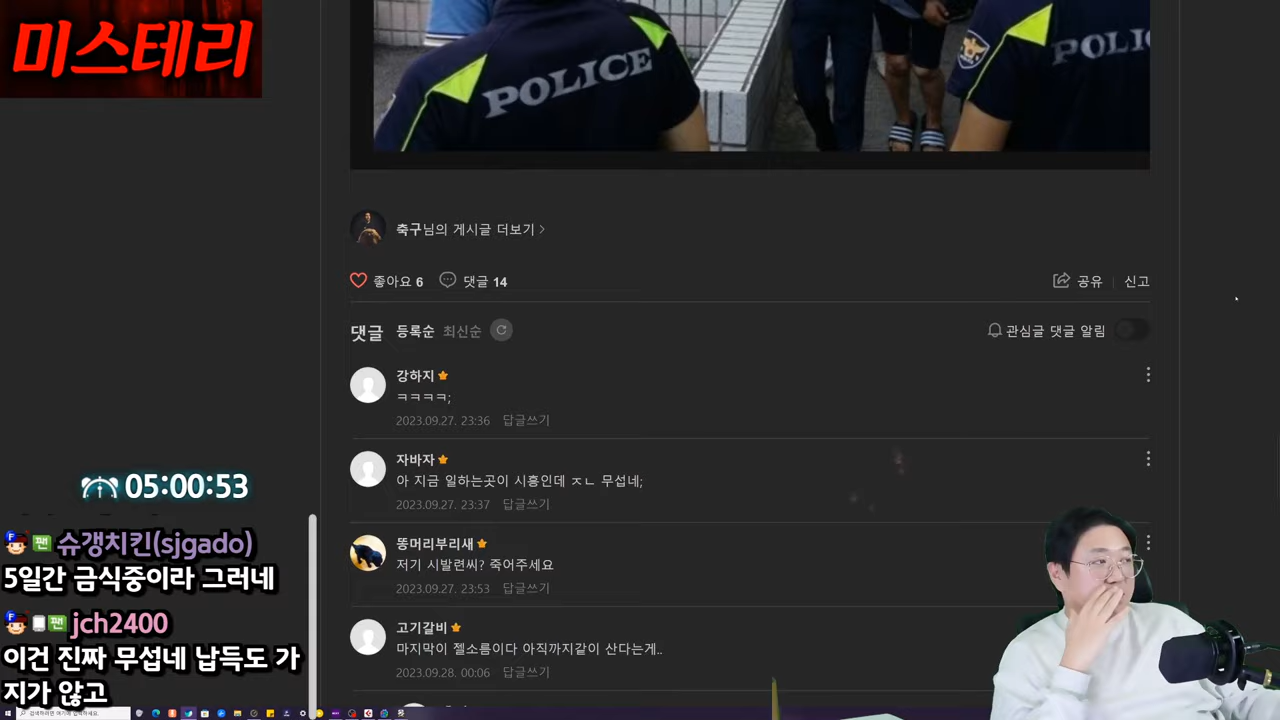 미스테리
POLICE
POLI
축구님의 게시글 더보기 >
좋아요 6 댓글 14
공유 신고
댓글 등록순 최신순
관심글 댓글 알림
강하지
ㅋㅋㅋㅋ;
2023.09.27. 23:36 답글쓰기
자바자
아 지금 일하는곳이 시흥인데 ㅈㄴ 무섭네;
2023.09.27. 23:37 답글쓰기
똥머리부리새
저기 시발련씨? 죽어주세요
2023.09.27. 23:53 답글쓰기
고기갈비
마지막이 젤소름이다 아직까지같이 산다는게..
2023.09.28. 00:06 답글쓰기
05:00:53
F 팬 슈갱치킨(sjgado)
5일간 금식중이라 그러네
F 팬 jch2400
이건 진짜 무섭네 납득도 가
지가 않고